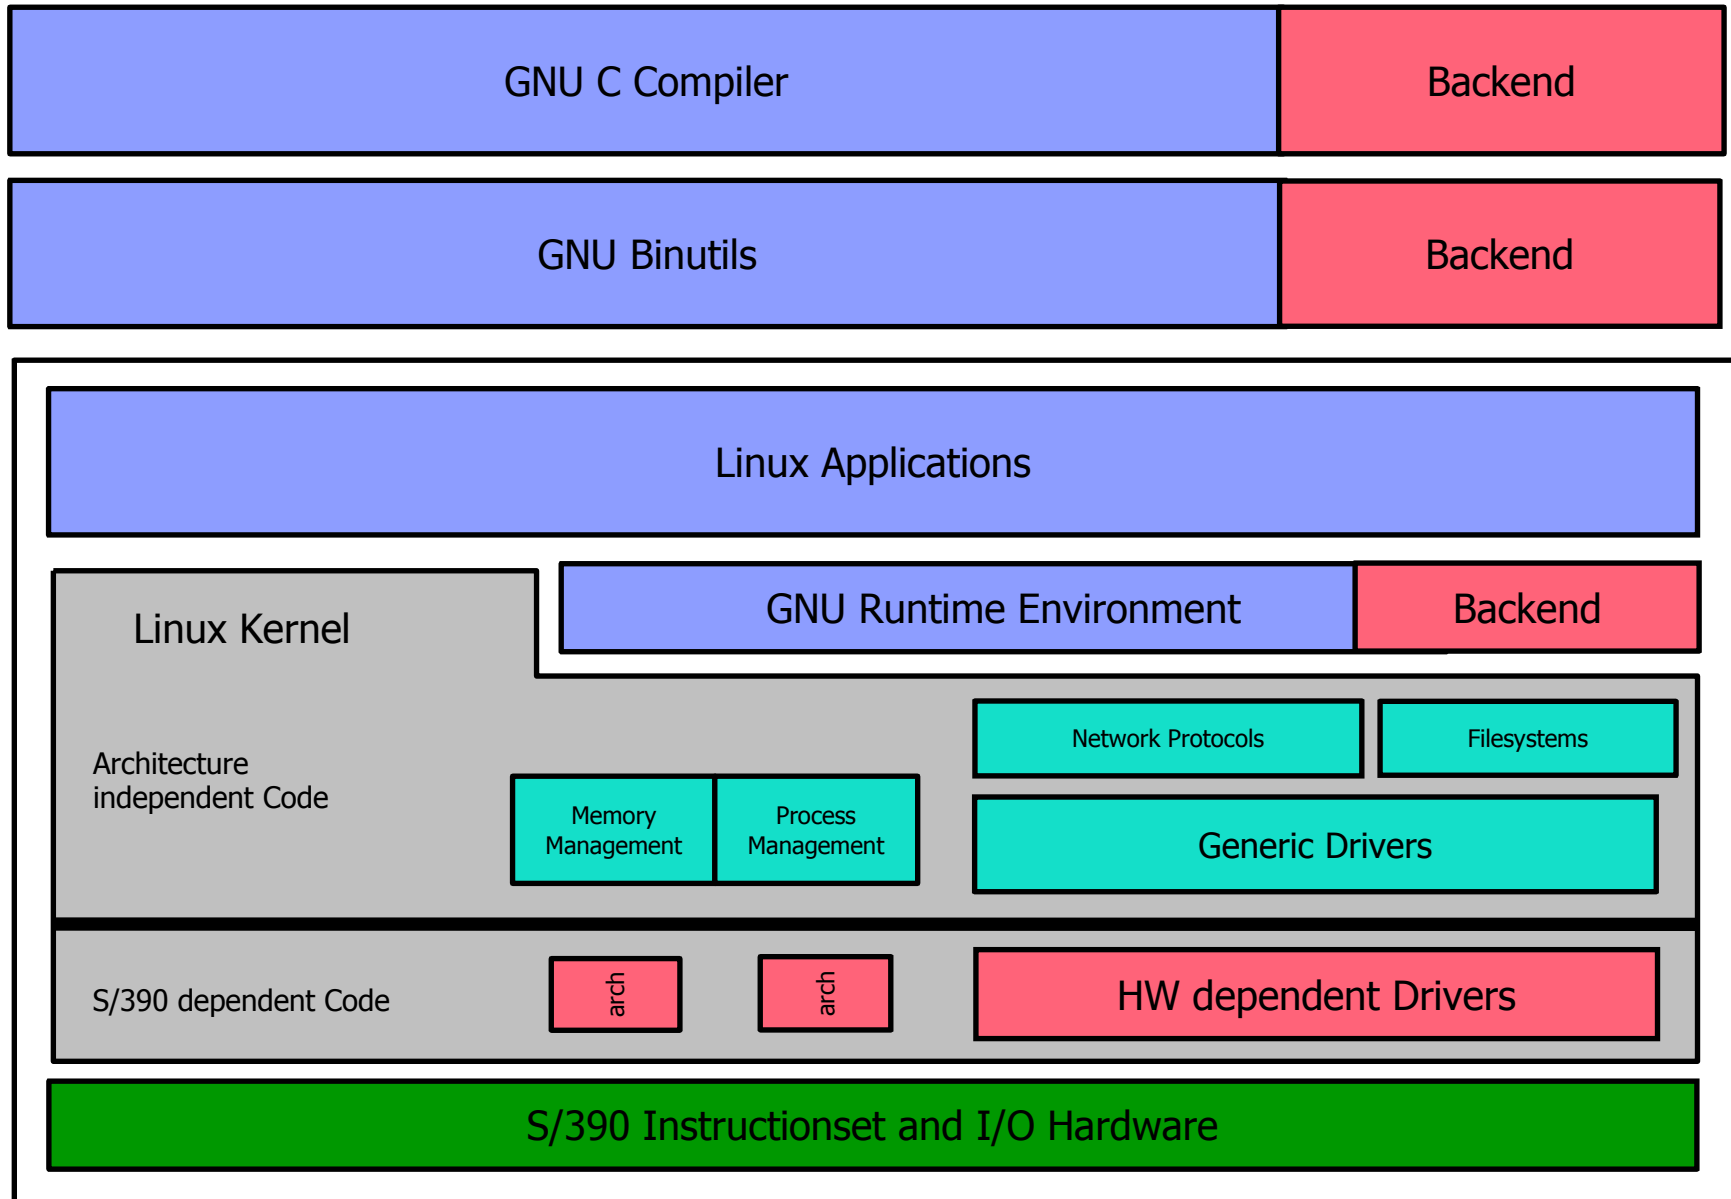 GNU C Compiler
Backend
GNU Binutils
Backend
Linux Applications
GNU Runtime Environment
Backend
Linux Kernel
Network Protocols
Filesystems
Architecture
independent Code
Memory
Management
Process
Management
Generic Drivers
S/390 dependent Code
arch
arch
HW dependent Drivers
S/390 Instructionset and I/O Hardware